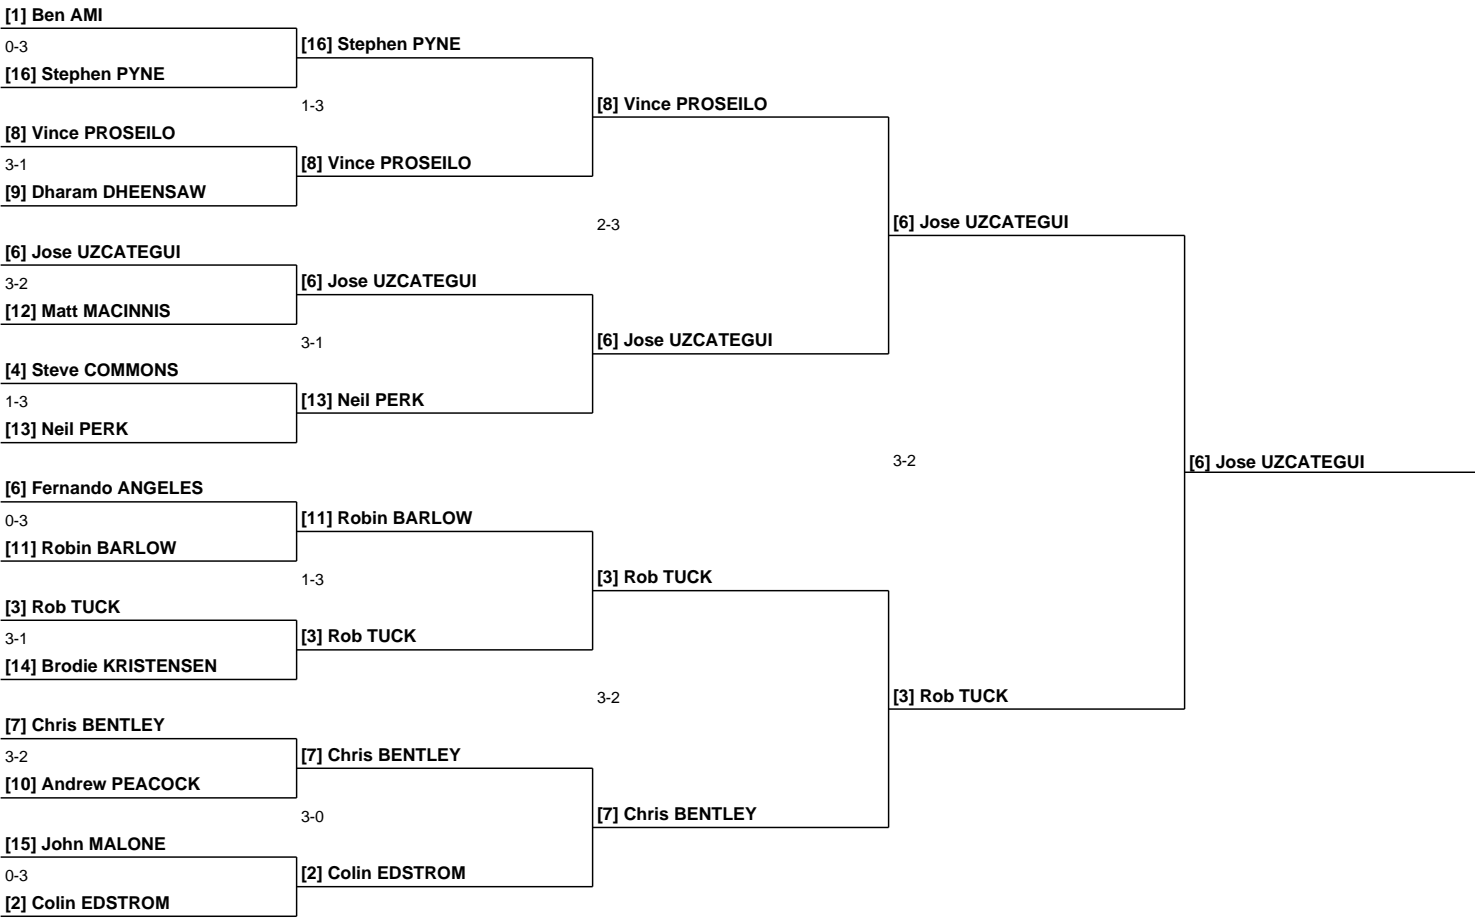 [1] Ben AMI
0-3
[16] Stephen PYNE
[8] Vince PROSEILO
3-1
[9] Dharam DHEENSAW
[6] Jose UZCATEGUI
3-2
[12] Matt MACINNIS
[4] Steve COMMONS
1-3
[13] Neil PERK
[6] Fernando ANGELES
0-3
[11] Robin BARLOW
[3] Rob TUCK
3-1
[14] Brodie KRISTENSEN
[7] Chris BENTLEY
3-2
[10] Andrew PEACOCK
[15] John MALONE
0-3
[2] Colin EDSTROM
[16] Stephen PYNE
1-3
[8] Vince PROSEILO
[6] Jose UZCATEGUI
3-1
[13] Neil PERK
[11] Robin BARLOW
1-3
[3] Rob TUCK
[7] Chris BENTLEY
3-0
[2] Colin EDSTROM
[8] Vince PROSEILO
2-3
[6] Jose UZCATEGUI
[3] Rob TUCK
3-2
[7] Chris BENTLEY
[6] Jose UZCATEGUI
3-2
[3] Rob TUCK
[6] Jose UZCATEGUI